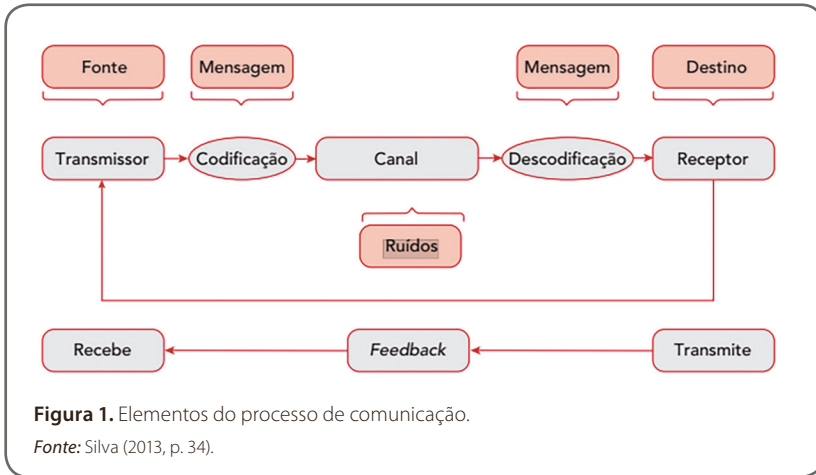 Fonte Mensagem Mensagem Destino
Transmissor Codificação Canal Descodificação Receptor
Ruídos
Recebe Feedback Transmite
Figura 1. Elementos do processo de comunicação.
Fonte: Silva (2013, p. 34).